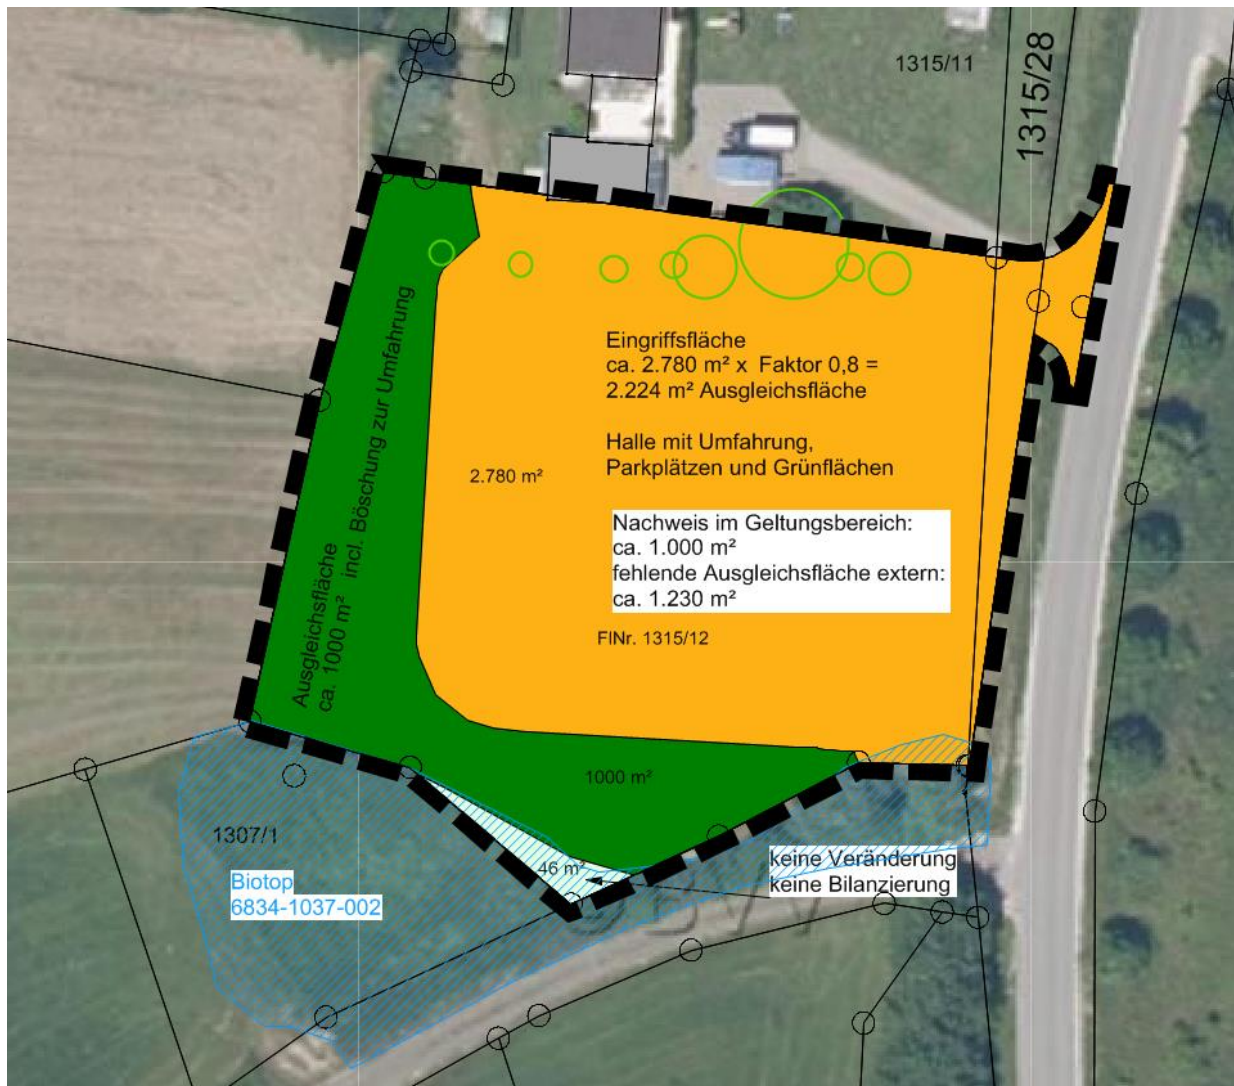 1315/11
1315/28
Eingriffsfläche
ca. 2.780 m² x Faktor 0,8 =
2.224 m² Ausgleichsfläche
Halle mit Umfahrung,
Parkplätzen und Grünflächen
2.780 m²
Nachweis im Geltungsbereich:
ca. 1.000 m²
fehlende Ausgleichsfläche extern:
ca. 1.230 m²
FlNr. 1315/12
Ausgleichsfläche
ca. 1000 m² incl. Böschung zur Umfahrung
1000 m²
1307/1
46 m²
keine Veränderung
keine Bilanzierung
Biotop
6834-1037-002